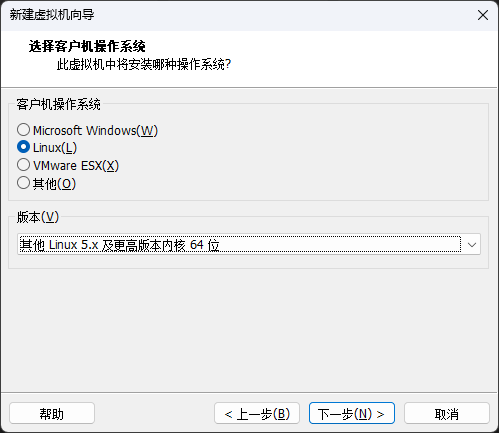 新建虚拟机向导
选择客户机操作系统
此虚拟机中将安装哪种操作系统?
客户机操作系统
Microsoft Windows(W)
Linux(L)
VMware ESX(X)
其他(O)
版本(V)
其他 Linux 5.x 及更高版本内核 64 位
帮助
< 上一步(B)
下一步(N) >
取消